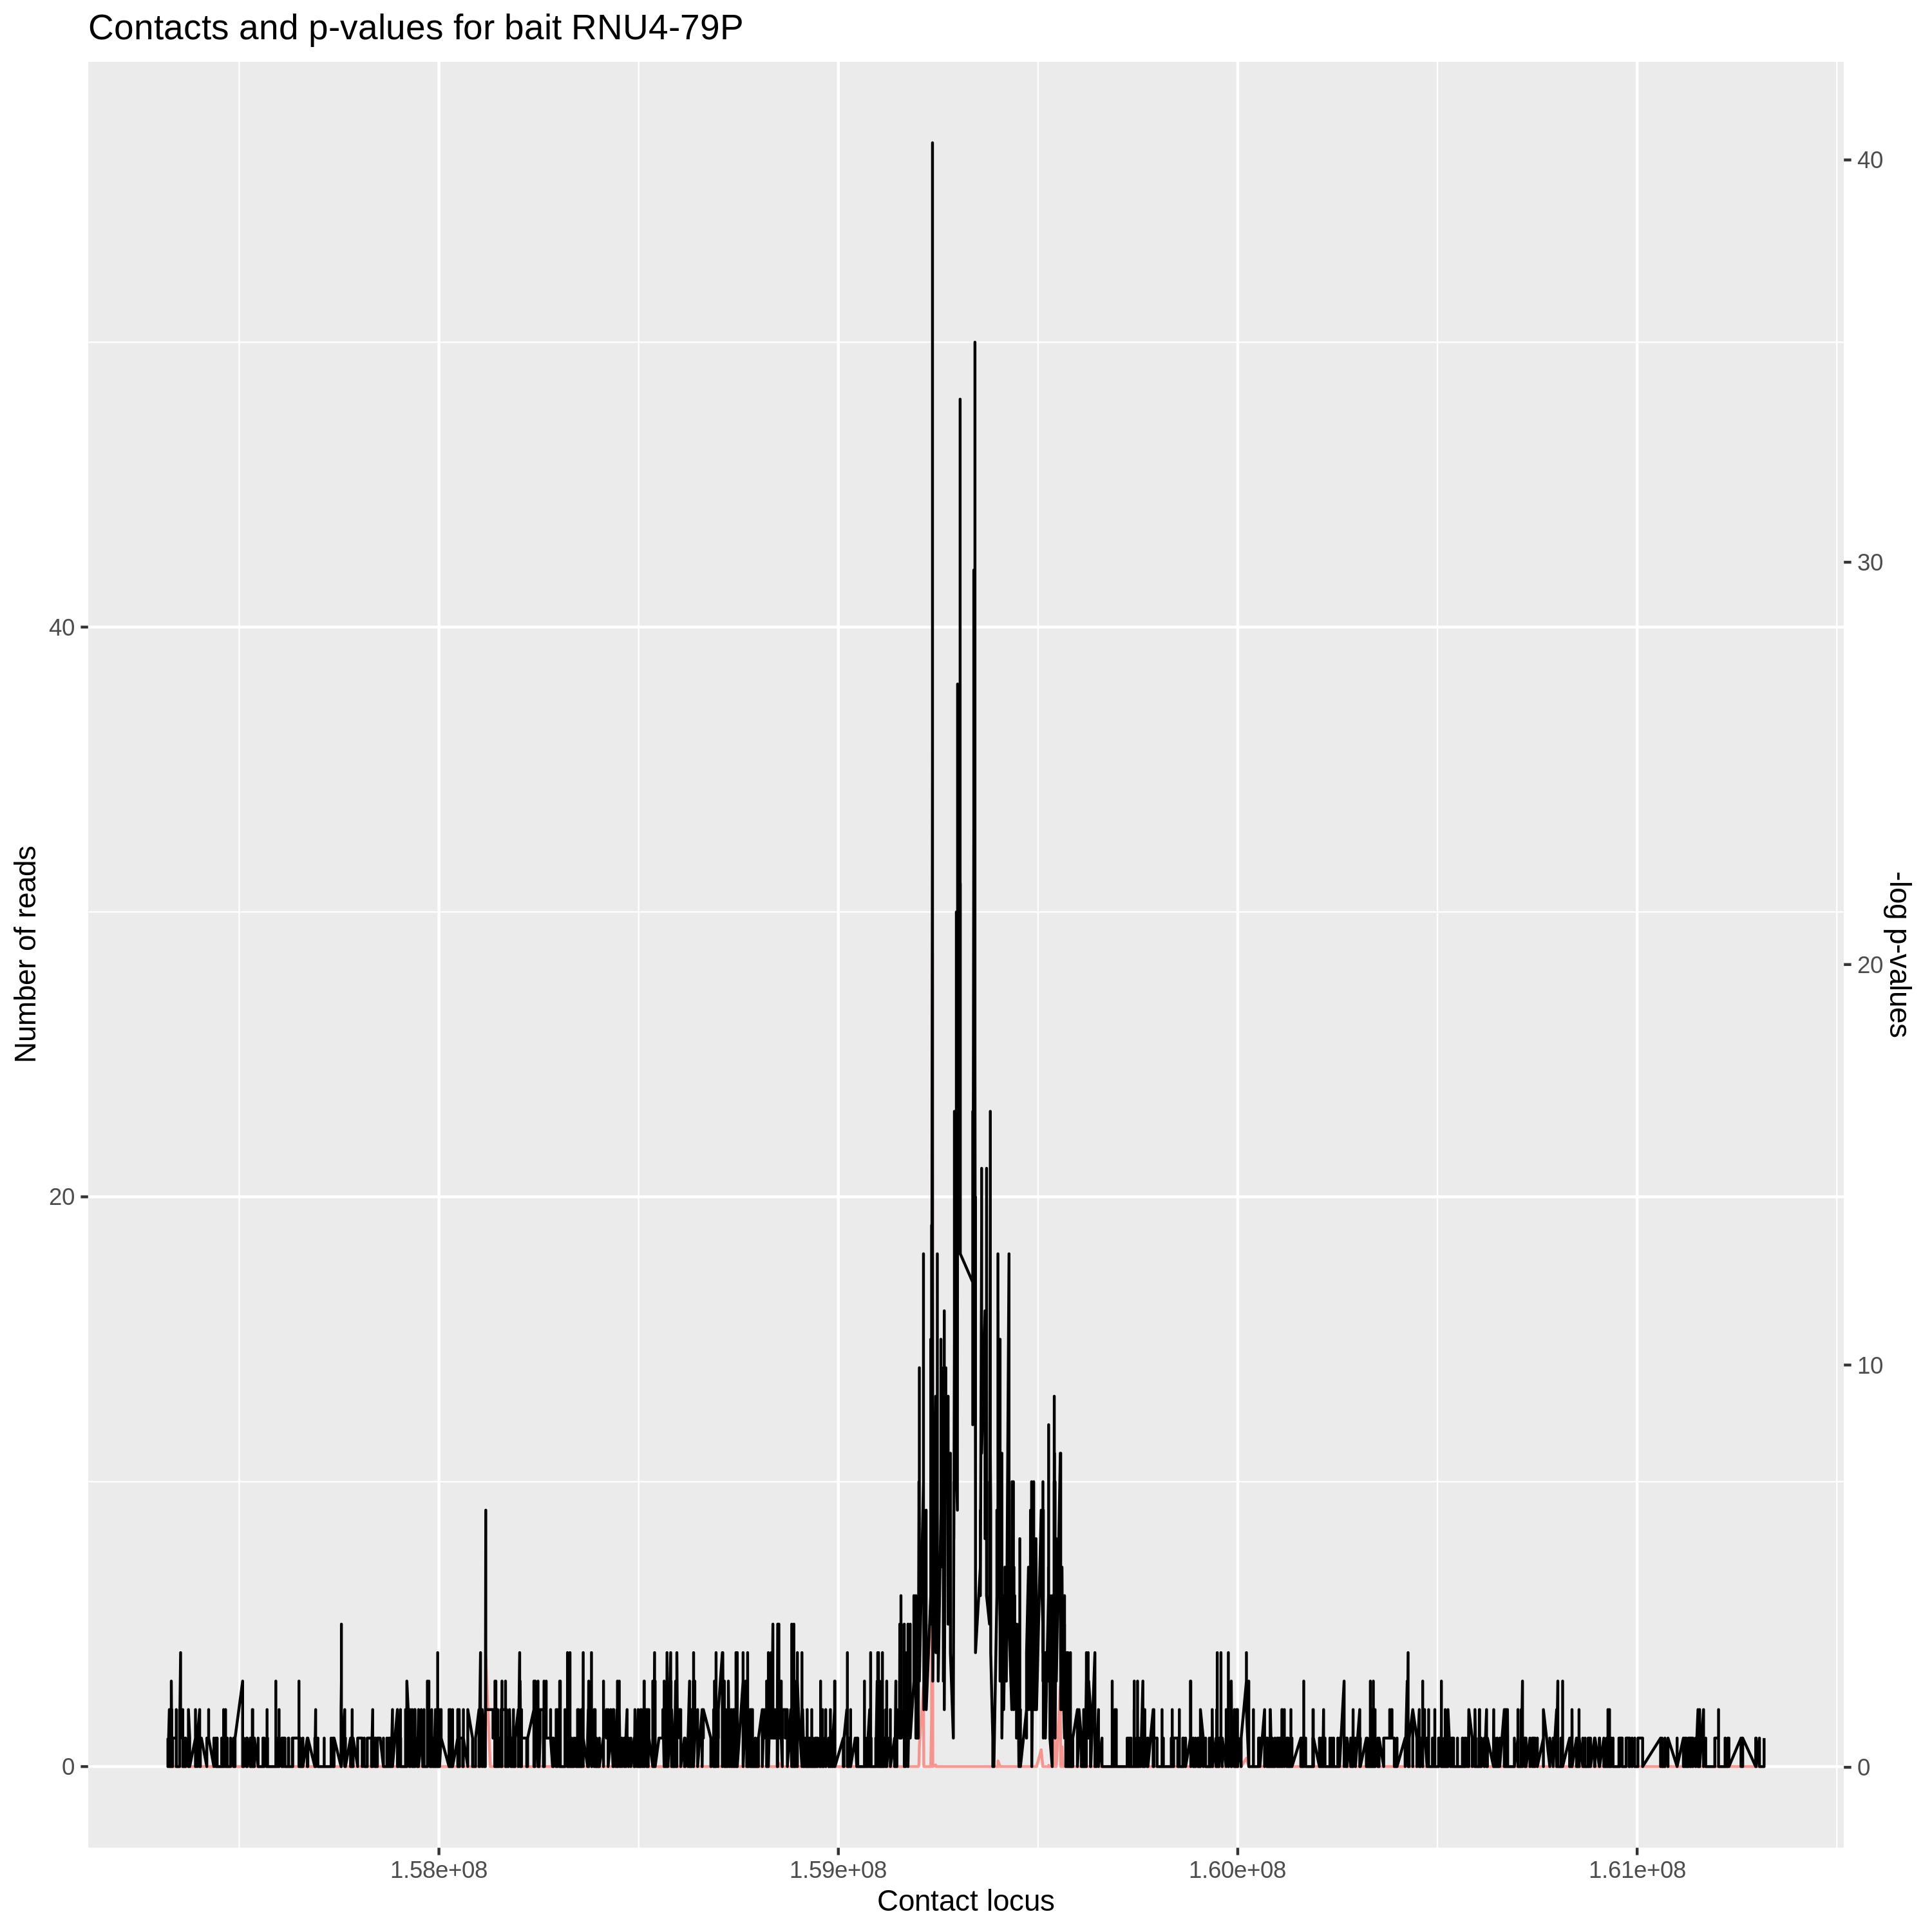 Contacts and p-values for bait RNU4-79P
Number of reads
40
20
0
40
30
20
10
0
-log p-values
1.58e+08
1.59e+08
1.60e+08
1.61e+08
Contact locus